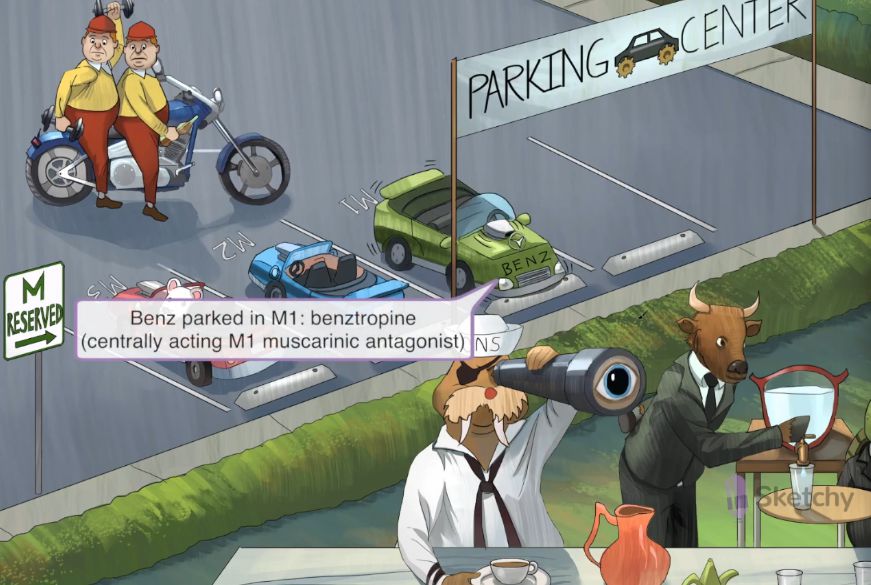 PARKING CENTER
M1
M2
M3
BENZ
M
RESERVED
Benz parked in M1: benztropine
(centrally acting M1 muscarinic antagonist)
NS
Sketchy